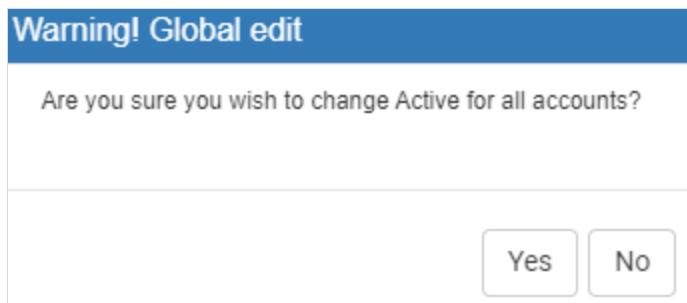 Warning! Global edit
Are you sure you wish to change Active for all accounts?
Yes No